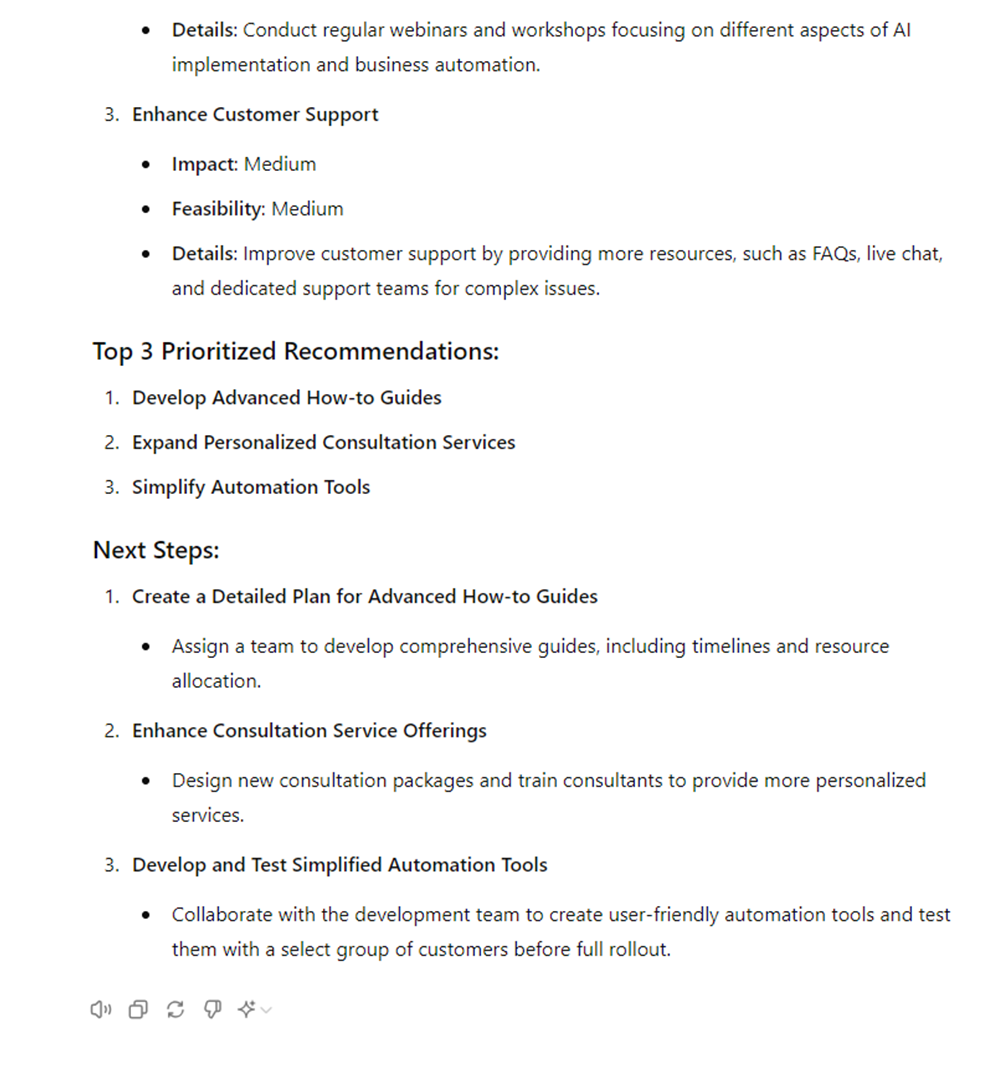 • Details: Conduct regular webinars and workshops focusing on different aspects of AI
implementation and business automation.
3. Enhance Customer Support
• Impact: Medium
• Feasibility: Medium
• Details: Improve customer support by providing more resources, such as FAQs, live chat,
and dedicated support teams for complex issues.
Top 3 Prioritized Recommendations:
1. Develop Advanced How-to Guides
2. Expand Personalized Consultation Services
3. Simplify Automation Tools
Next Steps:
1. Create a Detailed Plan for Advanced How-to Guides
• Assign a team to develop comprehensive guides, including timelines and resource
allocation.
2. Enhance Consultation Service Offerings
• Design new consultation packages and train consultants to provide more personalized
services.
3. Develop and Test Simplified Automation Tools
• Collaborate with the development team to create user-friendly automation tools and test
them with a select group of customers before full rollout.